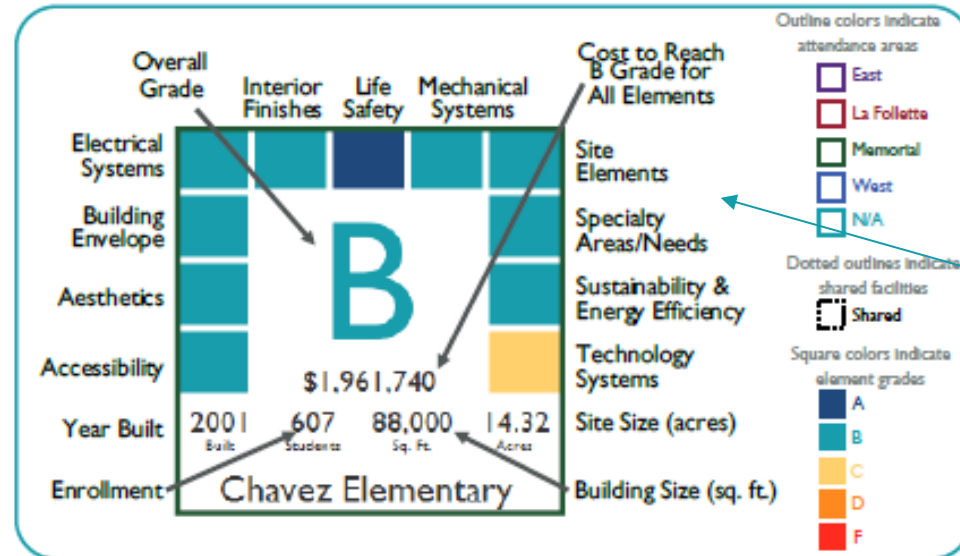 Overall
Grade
Interior
Finishes
Life
Safety
Mechanical
Systems
Cost to Reach
B Grade for
All Elements
Electrical
Systems
Building
Envelope
Aesthetics
Accessibility
Year Built
Enrollment
B
$1,961,740
2001
Built
607
Students
88,000
Sq. Ft.
14.32
Acres
Chavez Elementary
Site
Elements
Specialty
Areas/Needs
Sustainability &
Energy Efficiency
Technology
Systems
Site Size (acres)
Building Size (sq. ft.)
Outline colors indicate
attendance areas
East
La Follette
Memorial
West
N/A
Dotted outlines indicate
shared facilities
Shared
Square colors indicate
element grades
A
B
C
D
F